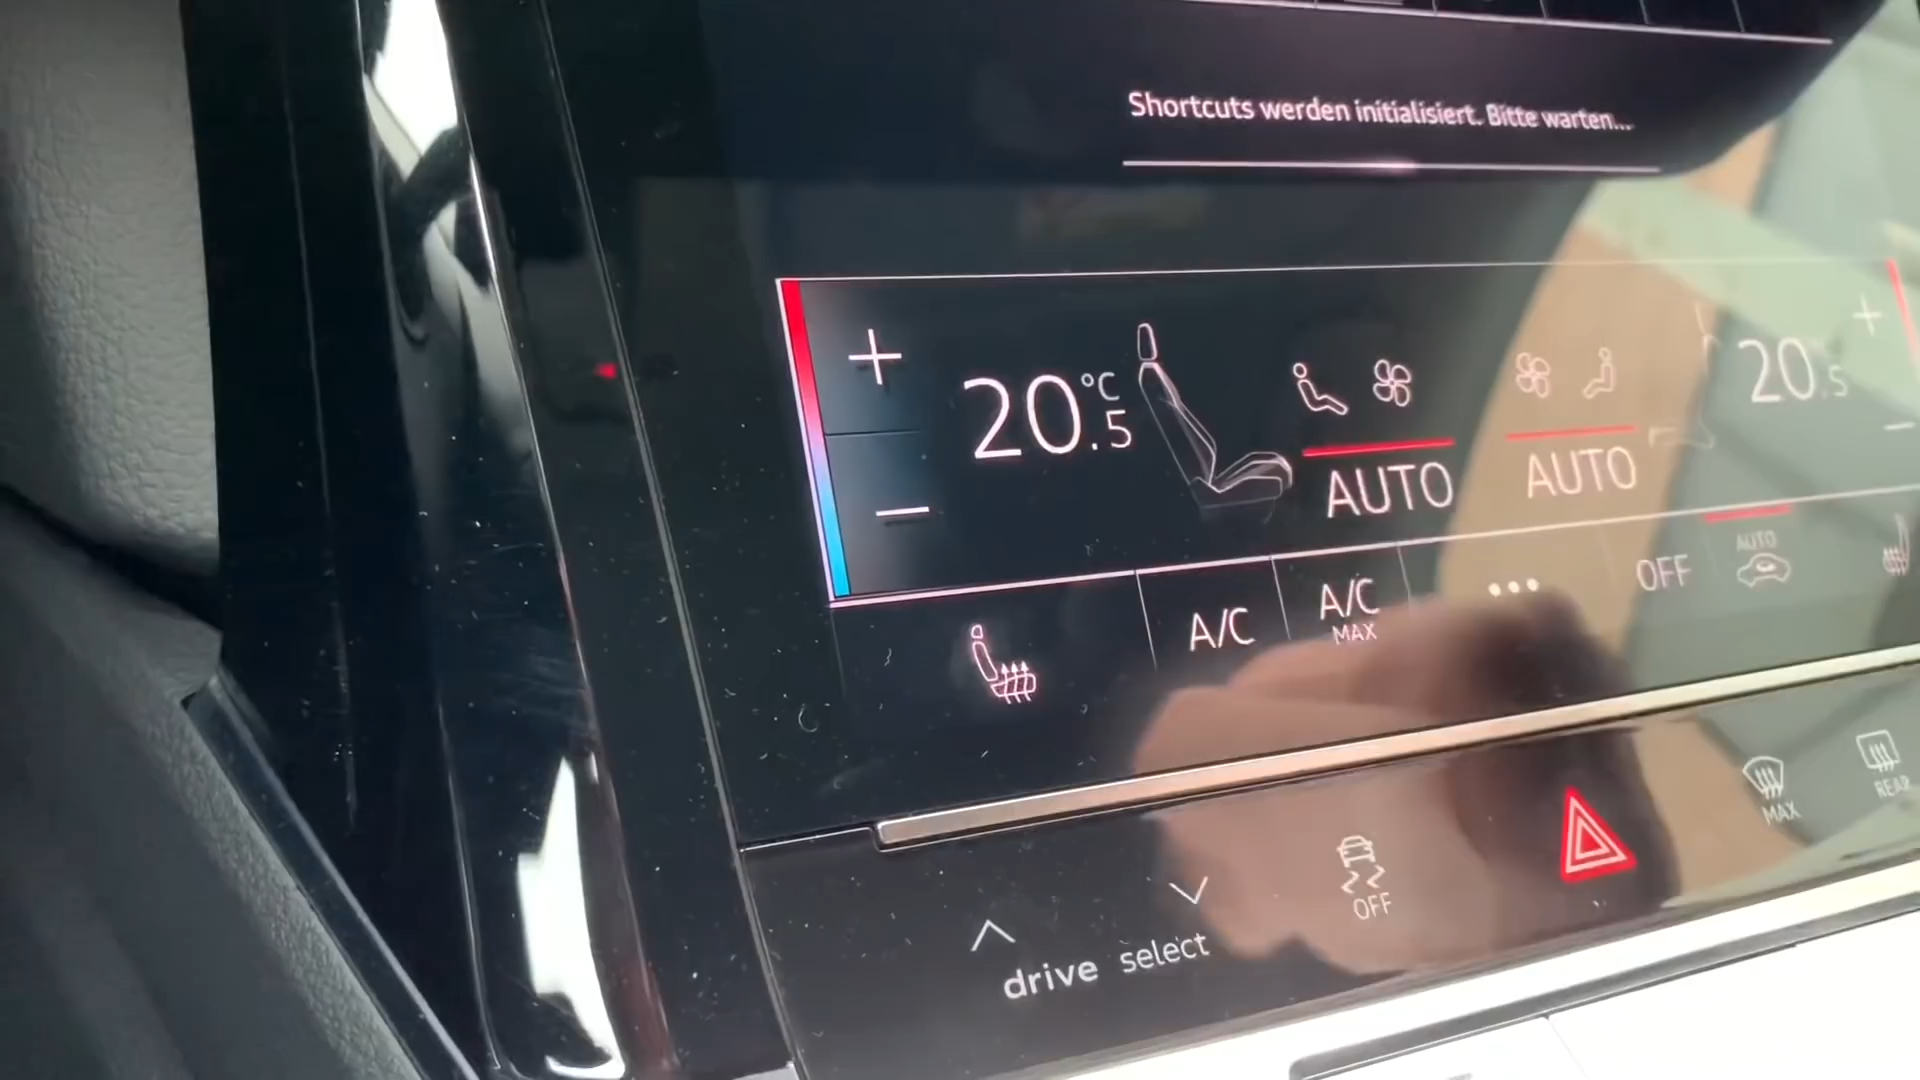 Shortcuts werden initialisiert. Bitte warten...
+ 20.5 °C AUTO AUTO 20.5 +
− −
A/C A/C MAX ... OFF AUTO
drive select OFF MAX REAR